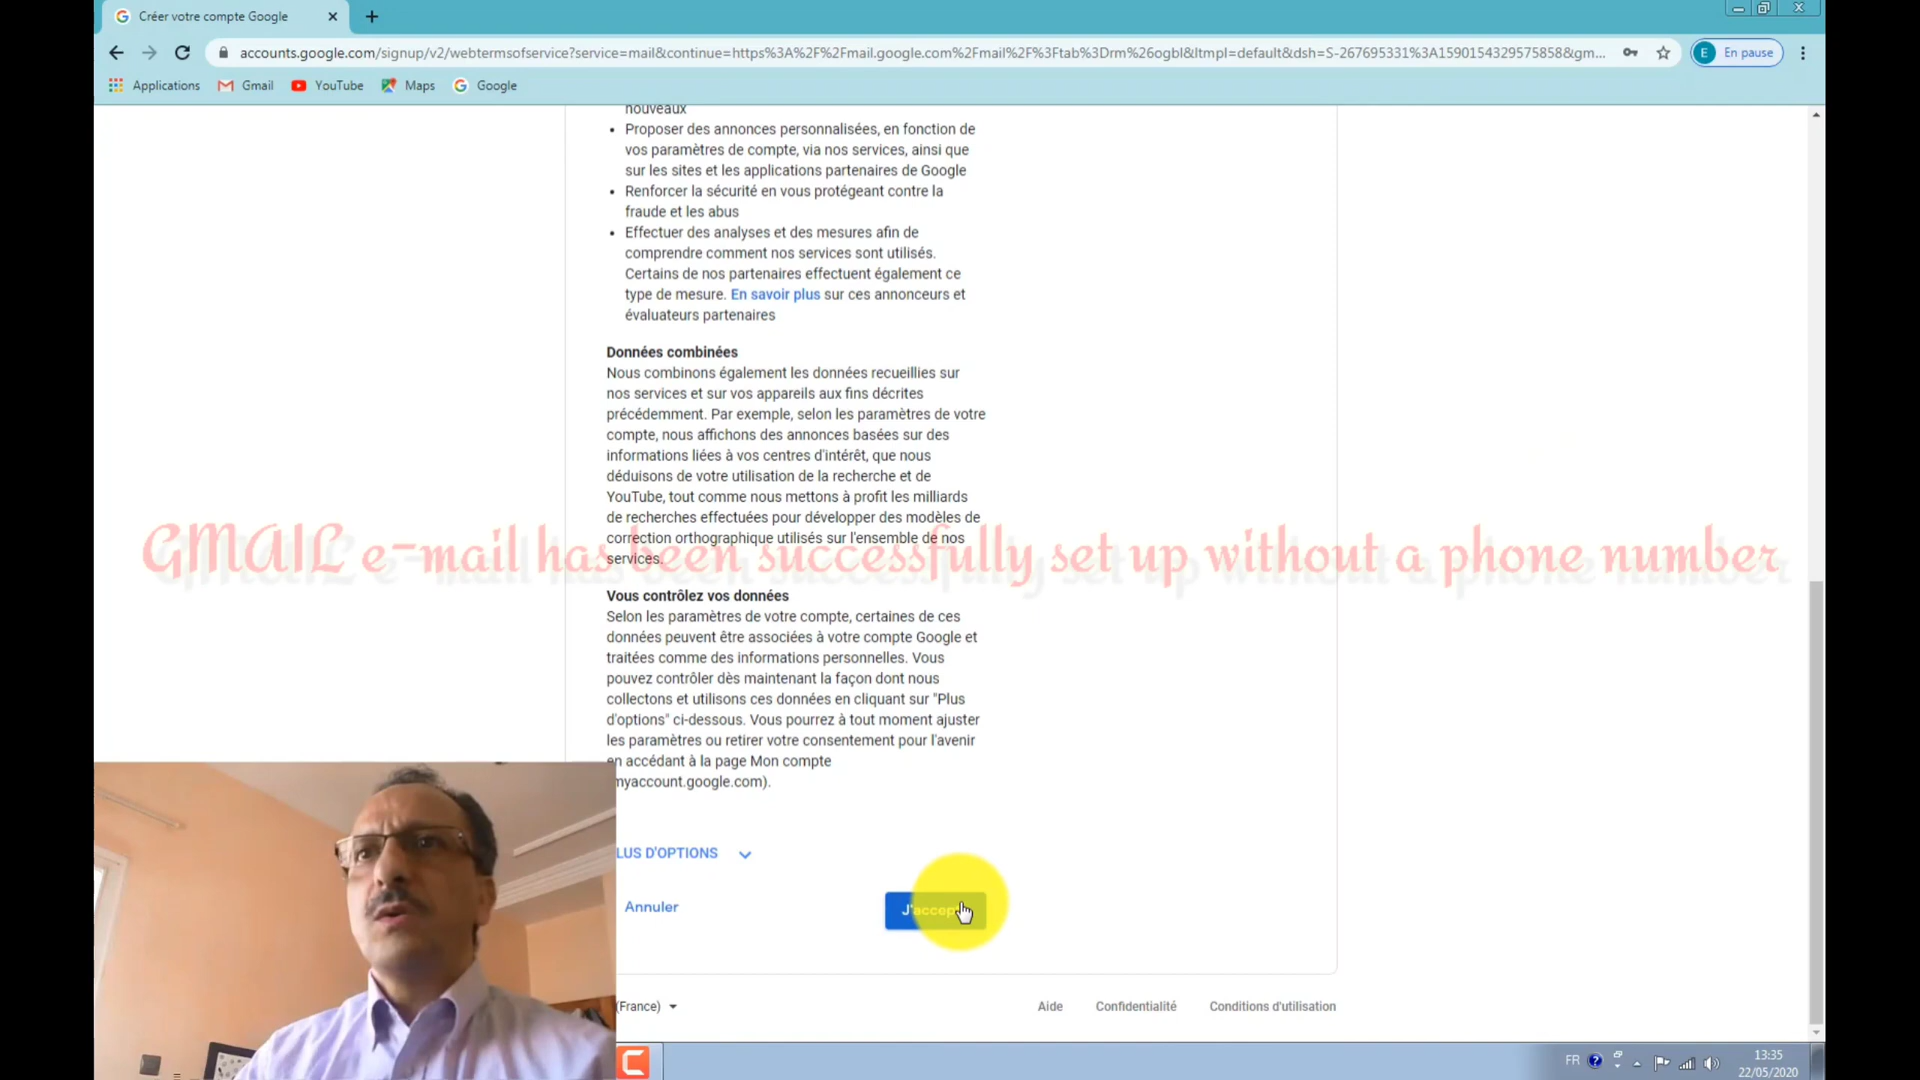 Créer votre compte Google
accounts.google.com/signup/v2/webtermsofservice?service=mail&continue=https%3A%2F%2Fmail.google.com%2Fmail%2F%3Ftab%3Drm%26ogbl&ltmpl=default&dsh=S-267695331%3A1590154329575858&gm...
En pause
Applications
Gmail
YouTube
Maps
Google
nouveaux
• Proposer des annonces personnalisées, en fonction de
vos paramètres de compte, via nos services, ainsi que
sur les sites et les applications partenaires de Google
• Renforcer la sécurité en vous protégeant contre la
fraude et les abus
• Effectuer des analyses et des mesures afin de
comprendre comment nos services sont utilisés.
Certains de nos partenaires effectuent également ce
type de mesure. En savoir plus sur ces annonceurs et
évaluateurs partenaires
Données combinées
Nous combinons également les données recueillies sur
nos services et sur vos appareils aux fins décrites
précédemment. Par exemple, selon les paramètres de votre
compte, nous affichons des annonces basées sur des
informations liées à vos centres d'intérêt, que nous
déduisons de votre utilisation de la recherche et de
YouTube, tout comme nous mettons à profit les milliards
de recherches effectuées pour développer des modèles de
correction orthographique utilisés sur l'ensemble de nos
services.
GMAIL e-mail has been successfully set up without a phone number
Vous contrôlez vos données
Selon les paramètres de votre compte, certaines de ces
données peuvent être associées à votre compte Google et
traitées comme des informations personnelles. Vous
pouvez contrôler dès maintenant la façon dont nous
collectons et utilisons ces données en cliquant sur "Plus
d'options" ci-dessous. Vous pourrez à tout moment ajuster
les paramètres ou retirer votre consentement pour l'avenir
en accédant à la page Mon compte
myaccount.google.com).
LUS D'OPTIONS
Annuler
J'accep
(France)
Aide
Confidentialité
Conditions d'utilisation
FR
13:35
22/05/2020